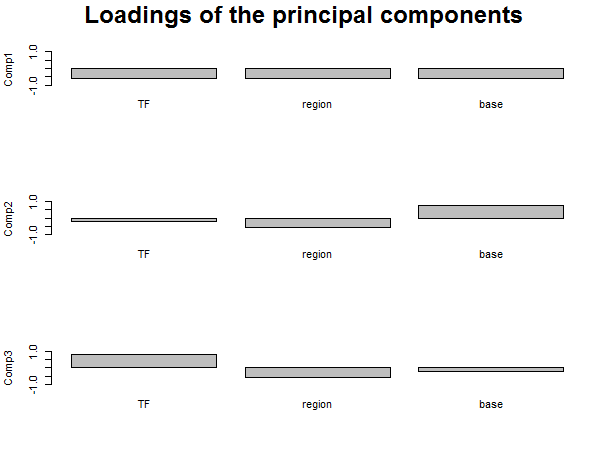 Loadings of the principal components
Comp1
1.0
-1.0
TF region base
Comp2
1.0
-1.0
TF region base
Comp3
1.0
-1.0
TF region base